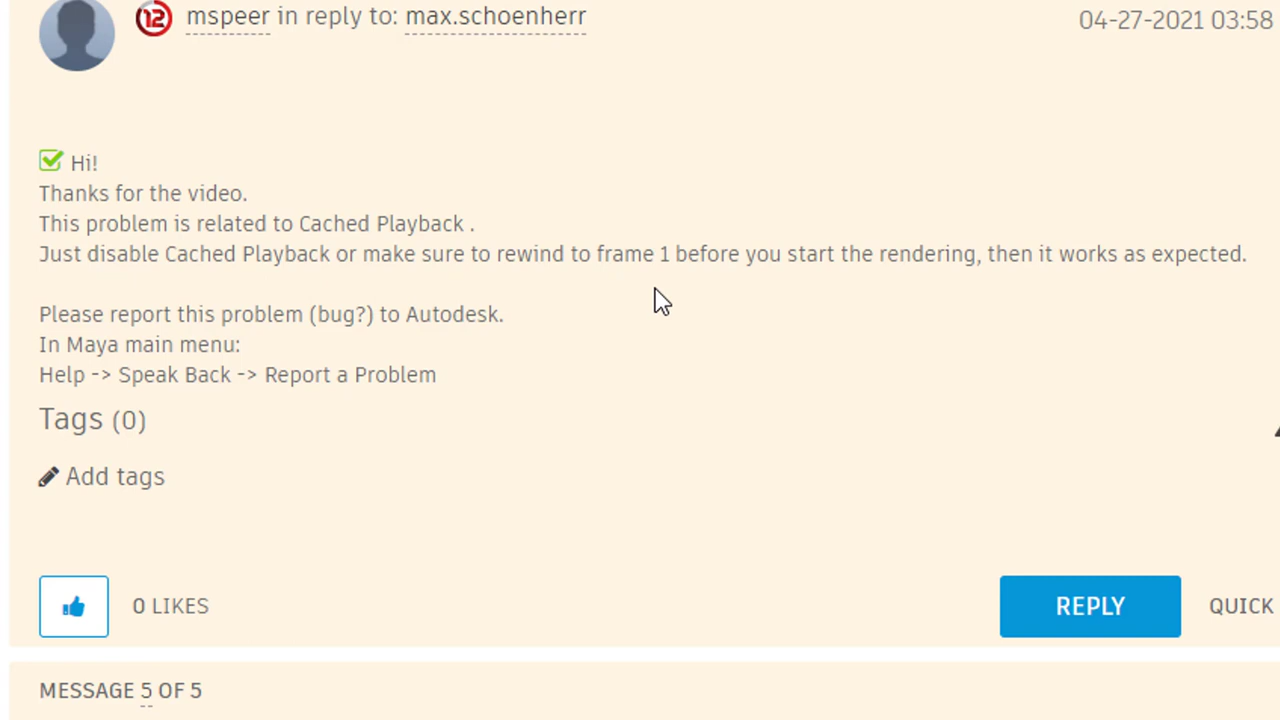 12 mspeer in reply to: max.schoenherr 04-27-2021 03:58
Hi!
Thanks for the video.
This problem is related to Cached Playback .
Just disable Cached Playback or make sure to rewind to frame 1 before you start the rendering, then it works as expected.
Please report this problem (bug?) to Autodesk.
In Maya main menu:
Help -> Speak Back -> Report a Problem
Tags (0)
Add tags
0 LIKES
REPLY
QUICK
MESSAGE 5 OF 5